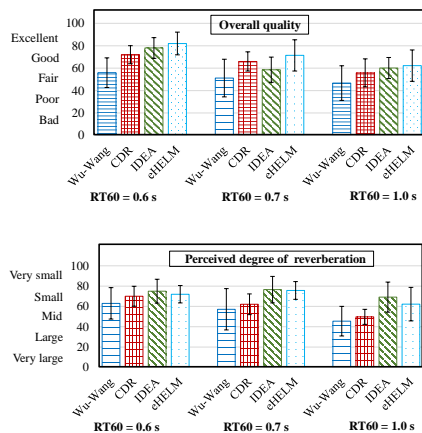 Overall quality
Excellent
Good
Fair
Poor
Bad
100
80
60
40
20
0
Wu-Wang CDR IDEA eHELM Wu-Wang CDR IDEA eHELM Wu-Wang CDR IDEA eHELM
RT60 = 0.6 s RT60 = 0.7 s RT60 = 1.0 s
Perceived degree of reverberation
Very small
Small
Mid
Large
Very large
100
80
60
40
20
0
Wu-Wang CDR IDEA eHELM Wu-Wang CDR IDEA eHELM Wu-Wang CDR IDEA eHELM
RT60 = 0.6 s RT60 = 0.7 s RT60 = 1.0 s